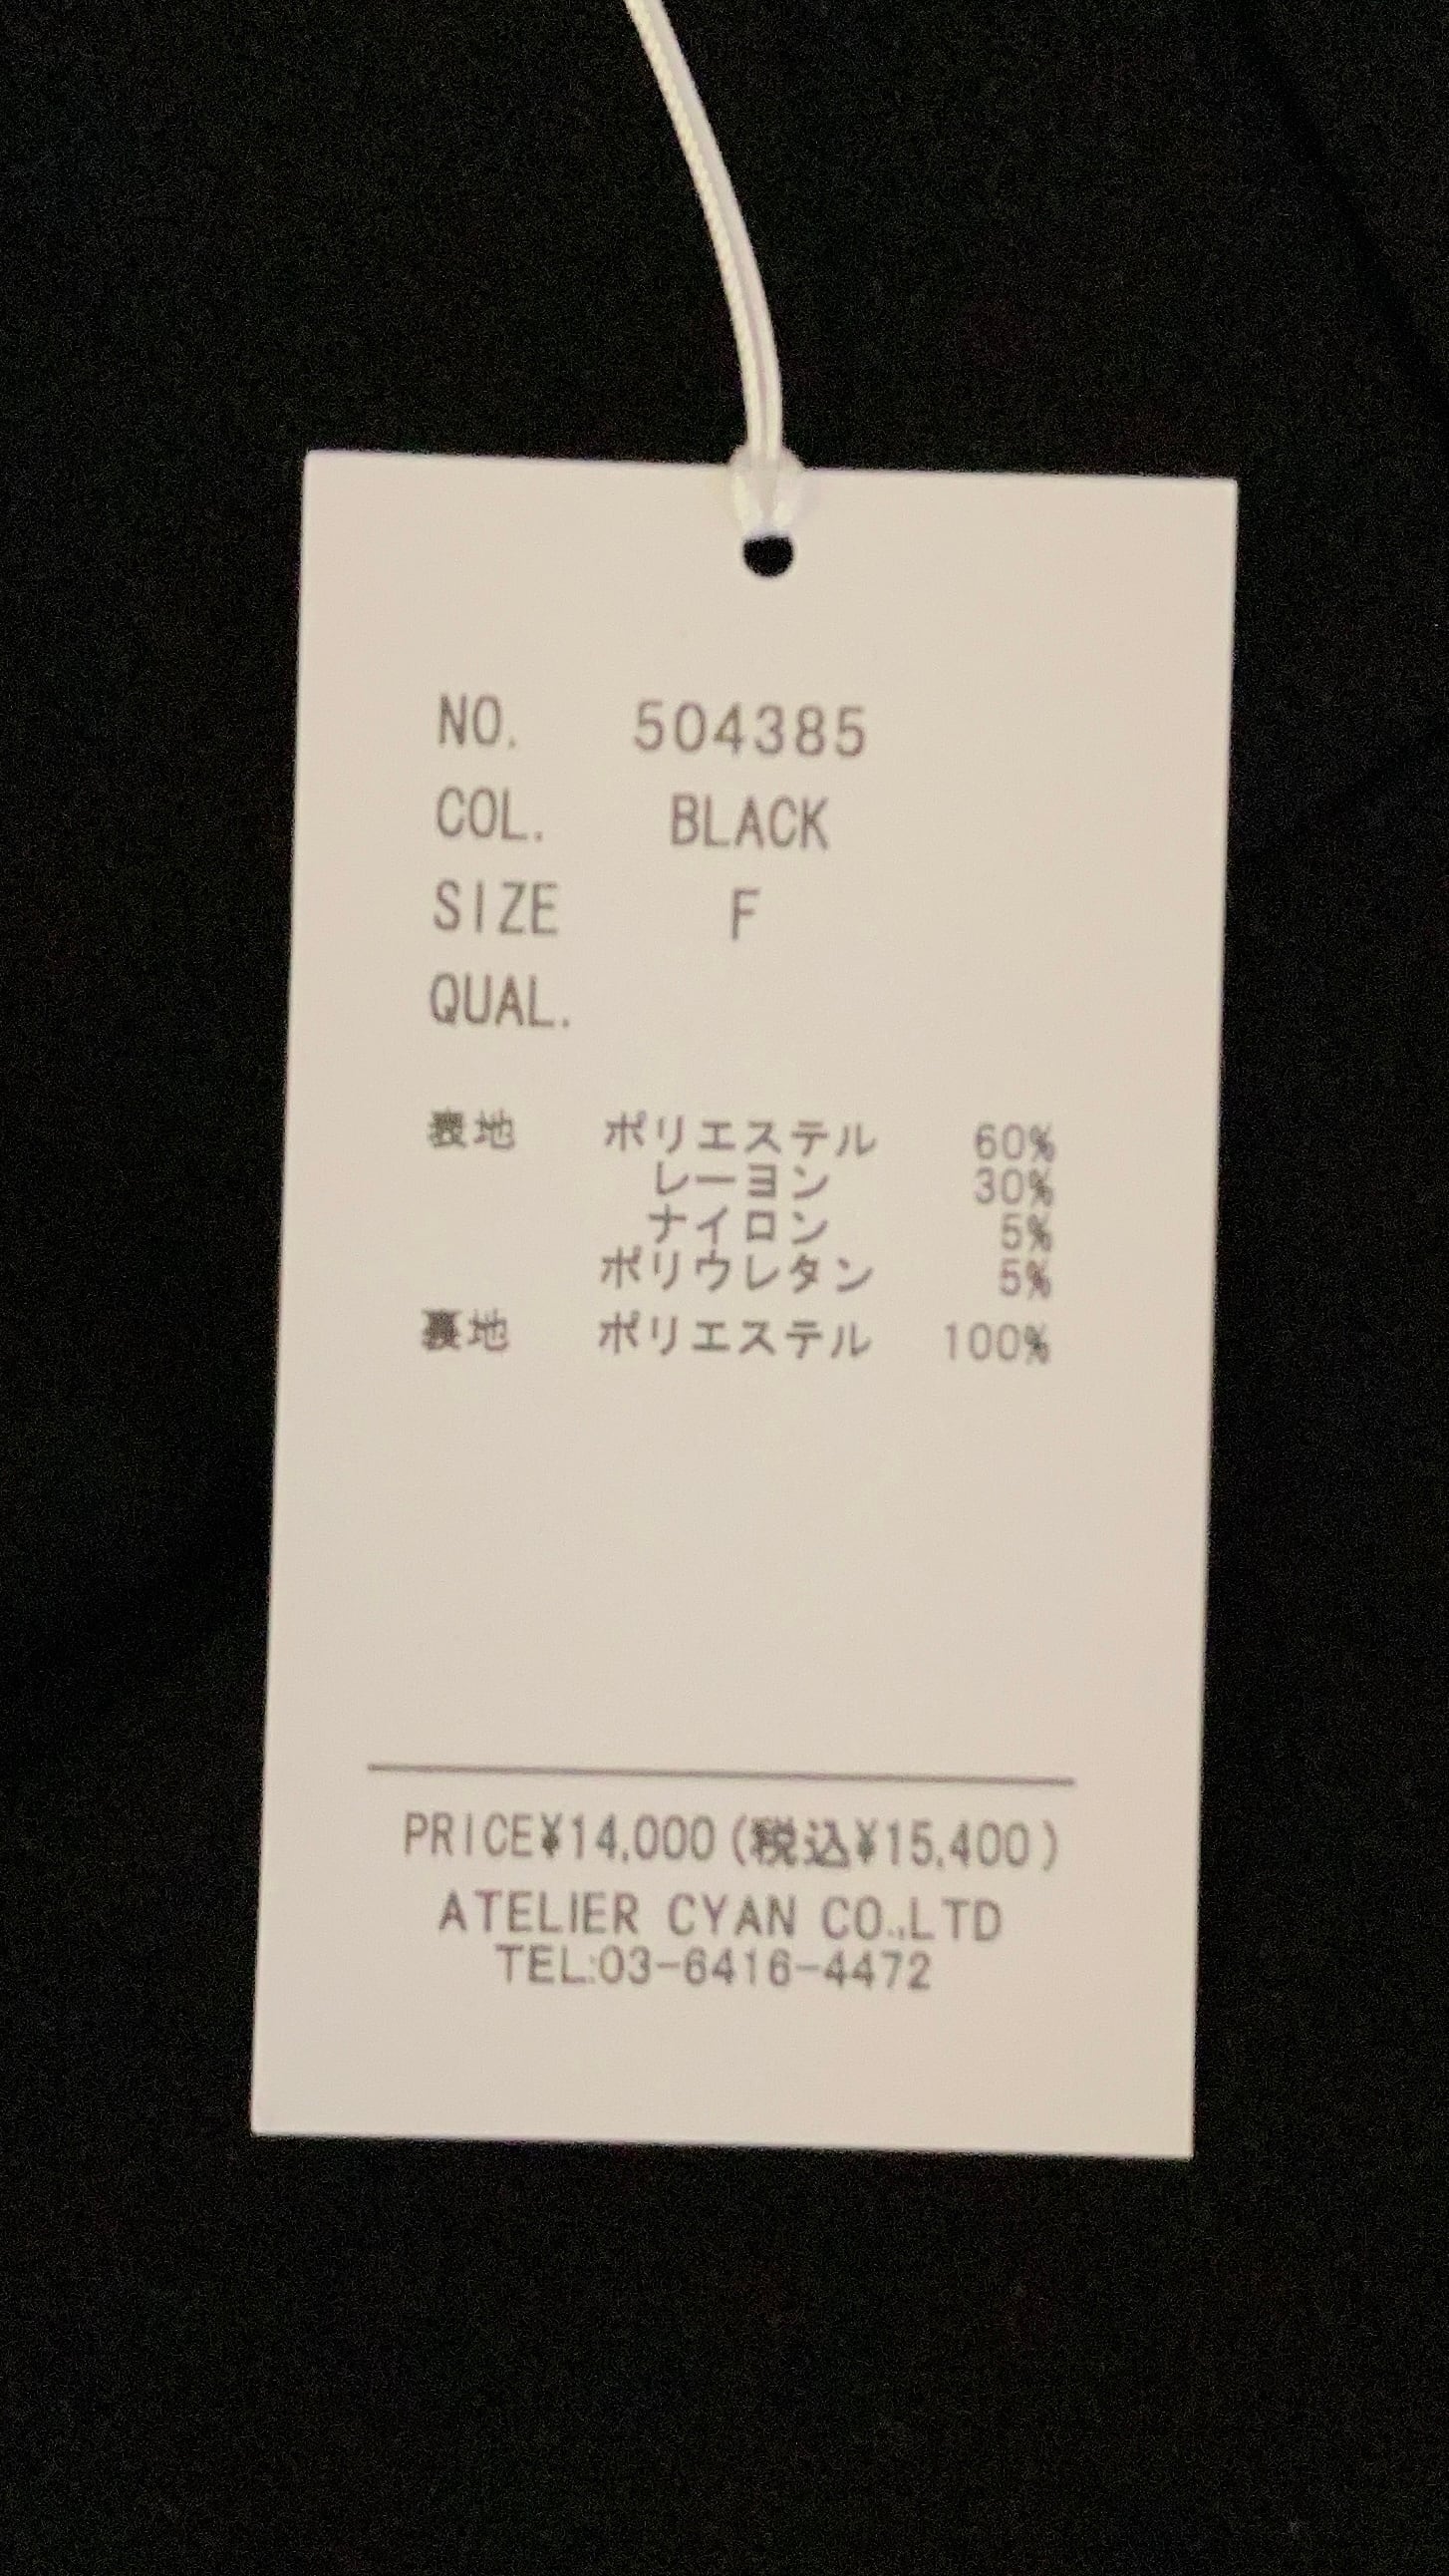 NO. 504385
COL. BLACK
SIZE F
QUAL.
表地 ポリエステル 60%
レーヨン 30%
ナイロン 5%
ポリウレタン 5%
裏地 ポリエステル 100%
PRICE¥14,000(税込¥15,400)
ATELIER CYAN CO.,LTD
TEL:03-6416-4472